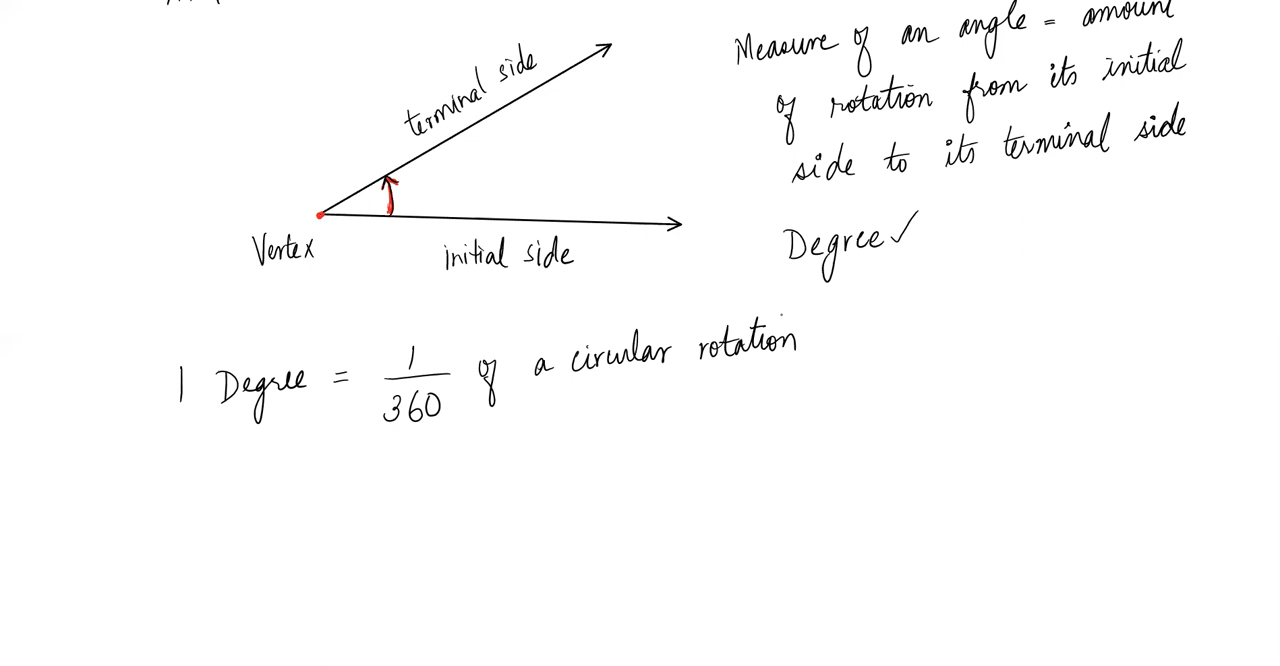 terminal side
Vertex
initial side
Measure of an angle = amount
of rotation from its initial
side to its terminal side
Degree ✓
1 Degree = 1/360 of a circular rotation